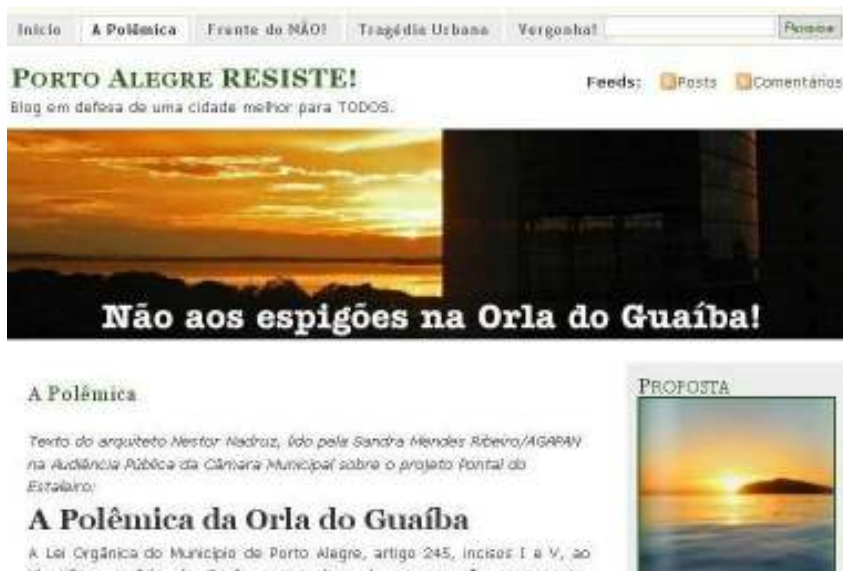 Início A Polêmica Frente do NÃO! Tragédia Urbana Vergonha! Pesquisar
PORTO ALEGRE RESISTE!
Blog em defesa de uma cidade melhor para TODOS.
Feeds: Posts Comentários
Não aos espigões na Orla do Guaíba!
A Polêmica
Texto do arquiteto Nestor Nadruz, lido pela Sandra Mendes Ribeiro/AGAPAN
na Audiência Pública da Câmara Municipal sobre o projeto Pontal do
Estaleiro:
A Polêmica da Orla do Guaíba
A Lei Orgânica do Município de Porto Alegre, artigo 245, incisos I e V, ao
PROPOSTA